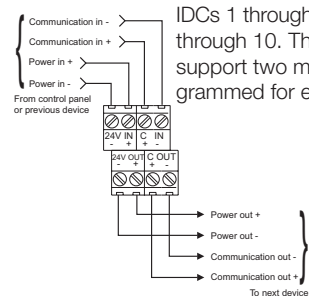 Communication in -
Communication in +
Power in +
Power in -
From control panel
or previous device
IDCs 1 through
through 10. Th
support two m
grammed for e
24V IN C IN
- + + -
24V OUT C OUT
- + + -
Power out +
Power out -
Communication out -
Communication out +
To next device